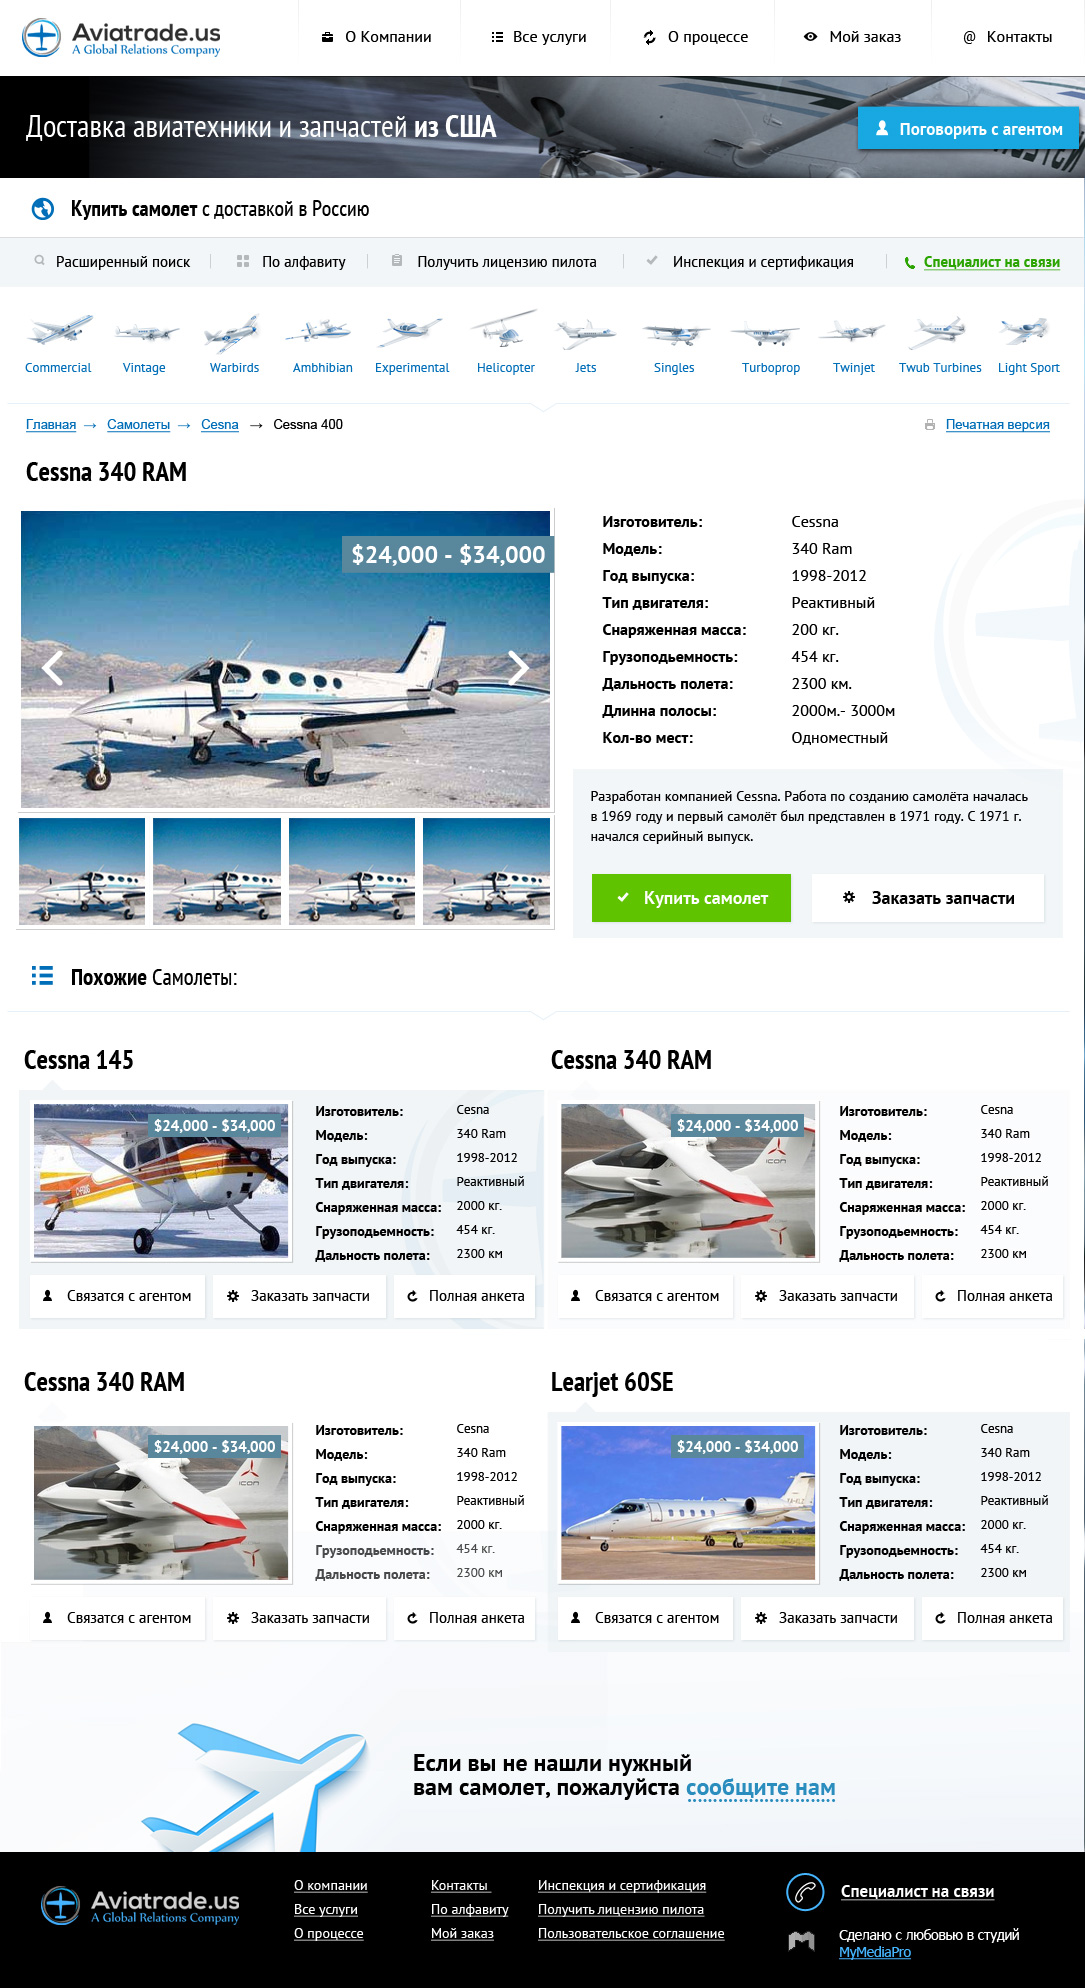 Aviatrade.us
A Global Relations Company
О Компании
Все услуги
О процессе
Мой заказ
@ Контакты
Доставка авиатехники и запчастей из США
Поговорить с агентом
Купить самолет с доставкой в Россию
Расширенный поиск
По алфавиту
Получить лицензию пилота
Инспекция и сертификация
Специалист на связи
Commercial
Vintage
Warbirds
Ambhibian
Experimental
Helicopter
Jets
Singles
Turboprop
Twinjet
Twub Turbines
Light Sport
Главная → Самолеты → Cesna → Cessna 400
Печатная версия
Cessna 340 RAM
$24,000 - $34,000
Изготовитель: Cessna
Модель: 340 Ram
Год выпуска: 1998-2012
Тип двигателя: Реактивный
Снаряженная масса: 200 кг.
Грузоподьемность: 454 кг.
Дальность полета: 2300 км.
Длинна полосы: 2000м.- 3000м
Кол-во мест: Одноместный
Разработан компанией Cessna. Работа по созданию самолёта началась
в 1969 году и первый самолёт был представлен в 1971 году. С 1971 г.
начался серийный выпуск.
Купить самолет
Заказать запчасти
Похожие Самолеты:
Cessna 145
$24,000 - $34,000
Изготовитель: Cesna
Модель: 340 Ram
Год выпуска: 1998-2012
Тип двигателя: Реактивный
Снаряженная масса: 2000 кг.
Грузоподьемность: 454 кг.
Дальность полета: 2300 км
Связатся с агентом
Заказать запчасти
Полная анкета
Cessna 340 RAM
$24,000 - $34,000
ICON
Изготовитель: Cesna
Модель: 340 Ram
Год выпуска: 1998-2012
Тип двигателя: Реактивный
Снаряженная масса: 2000 кг.
Грузоподьемность: 454 кг.
Дальность полета: 2300 км
Связатся с агентом
Заказать запчасти
Полная анкета
Cessna 340 RAM
$24,000 - $34,000
ICON
Изготовитель: Cesna
Модель: 340 Ram
Год выпуска: 1998-2012
Тип двигателя: Реактивный
Снаряженная масса: 2000 кг.
Грузоподьемность: 454 кг.
Дальность полета: 2300 км
Связатся с агентом
Заказать запчасти
Полная анкета
Learjet 60SE
$24,000 - $34,000
Изготовитель: Cesna
Модель: 340 Ram
Год выпуска: 1998-2012
Тип двигателя: Реактивный
Снаряженная масса: 2000 кг.
Грузоподьемность: 454 кг.
Дальность полета: 2300 км
Связатся с агентом
Заказать запчасти
Полная анкета
Если вы не нашли нужный
вам самолет, пожалуйста сообщите нам
Aviatrade.us
A Global Relations Company
О компании
Все услуги
О процессе
Контакты
По алфавиту
Мой заказ
Инспекция и сертификация
Получить лицензию пилота
Пользовательское соглашение
Специалист на связи
Сделано с любовью в студий
MyMediaPro